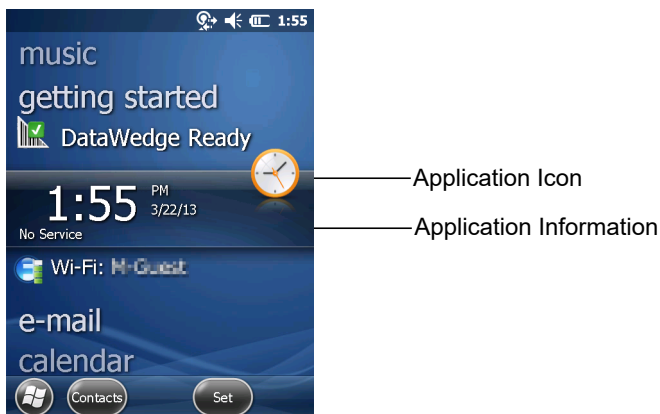 1:55
music
getting started
DataWedge Ready
Application Icon
1:55 PM
3/22/13
Application Information
No Service
Wi-Fi:
e-mail
calendar
Contacts Set